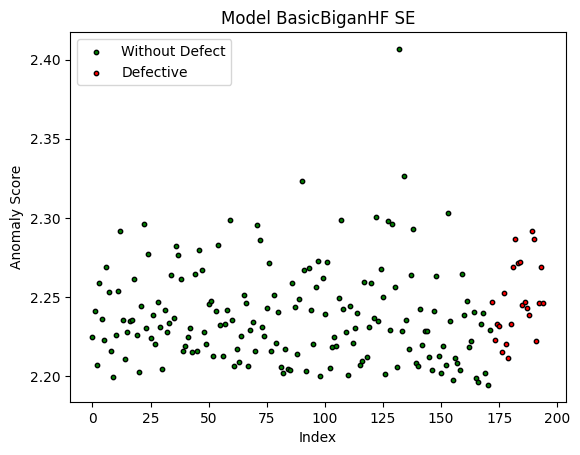 Model BasicBiganHF SE
Without Defect
Defective
Anomaly Score
2.40
2.35
2.30
2.25
2.20
0 25 50 75 100 125 150 175 200
Index